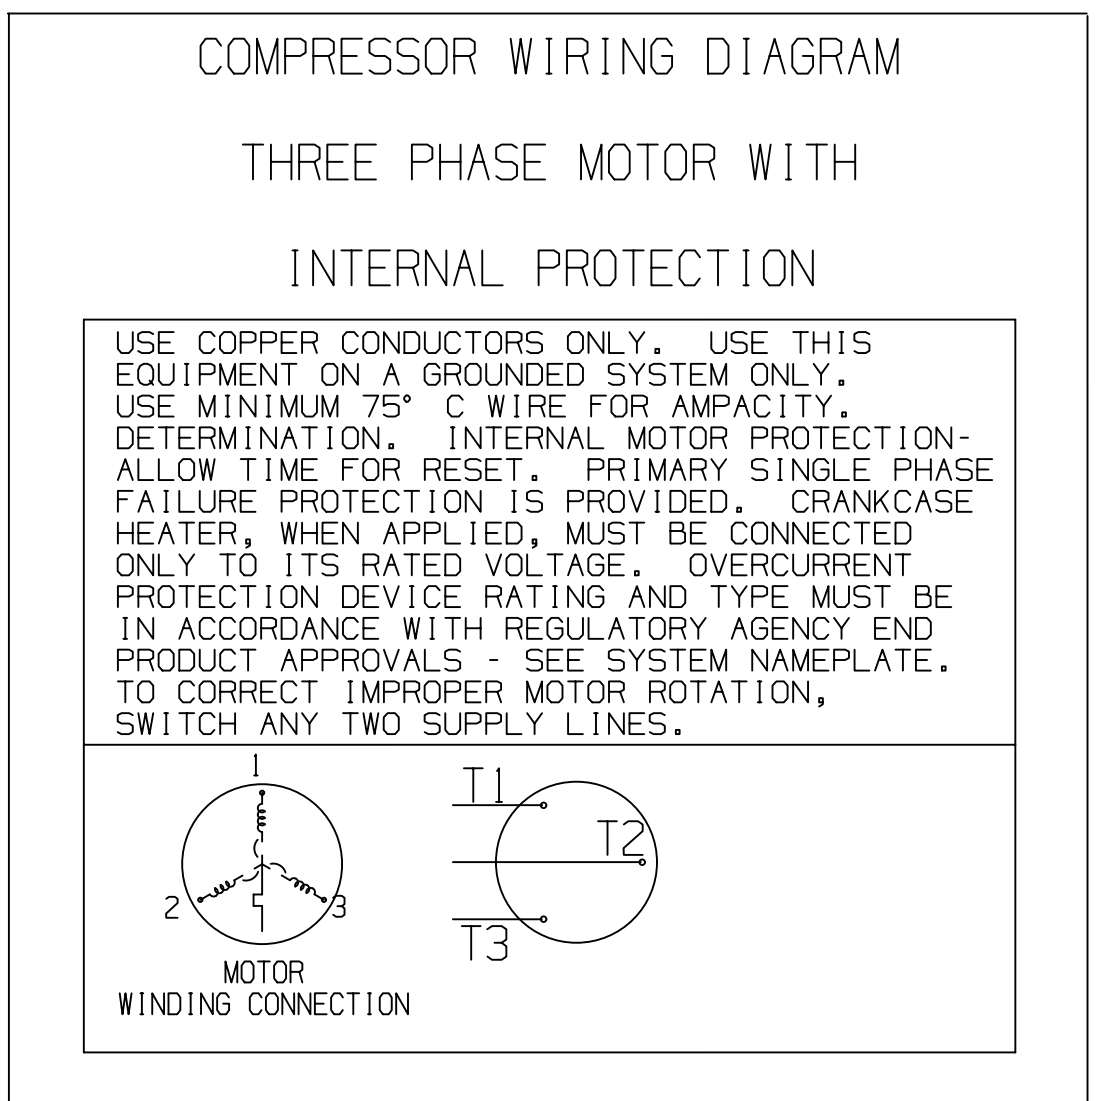 COMPRESSOR WIRING DIAGRAM
THREE PHASE MOTOR WITH
INTERNAL PROTECTION
USE COPPER CONDUCTORS ONLY. USE THIS
EQUIPMENT ON A GROUNDED SYSTEM ONLY.
USE MINIMUM 75° C WIRE FOR AMPACITY.
DETERMINATION. INTERNAL MOTOR PROTECTION-
ALLOW TIME FOR RESET. PRIMARY SINGLE PHASE
FAILURE PROTECTION IS PROVIDED. CRANKCASE
HEATER, WHEN APPLIED, MUST BE CONNECTED
ONLY TO ITS RATED VOLTAGE. OVERCURRENT
PROTECTION DEVICE RATING AND TYPE MUST BE
IN ACCORDANCE WITH REGULATORY AGENCY END
PRODUCT APPROVALS - SEE SYSTEM NAMEPLATE.
TO CORRECT IMPROPER MOTOR ROTATION,
SWITCH ANY TWO SUPPLY LINES.
1
2
3
MOTOR
WINDING CONNECTION
T1
T2
T3